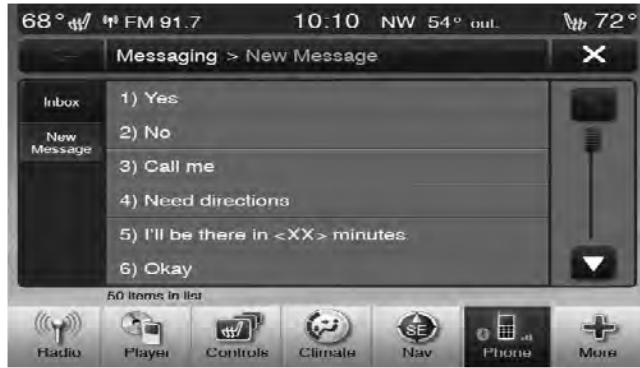 68° FM 91.7 10:10 NW 54° out. 72°
Messaging > New Message
Inbox
New
Message
1) Yes
2) No
3) Call me
4) Need directions
5) I'll be there in <XX> minutes
6) Okay
50 items in list
Radio Player Controls Climate SE Nav Phone More